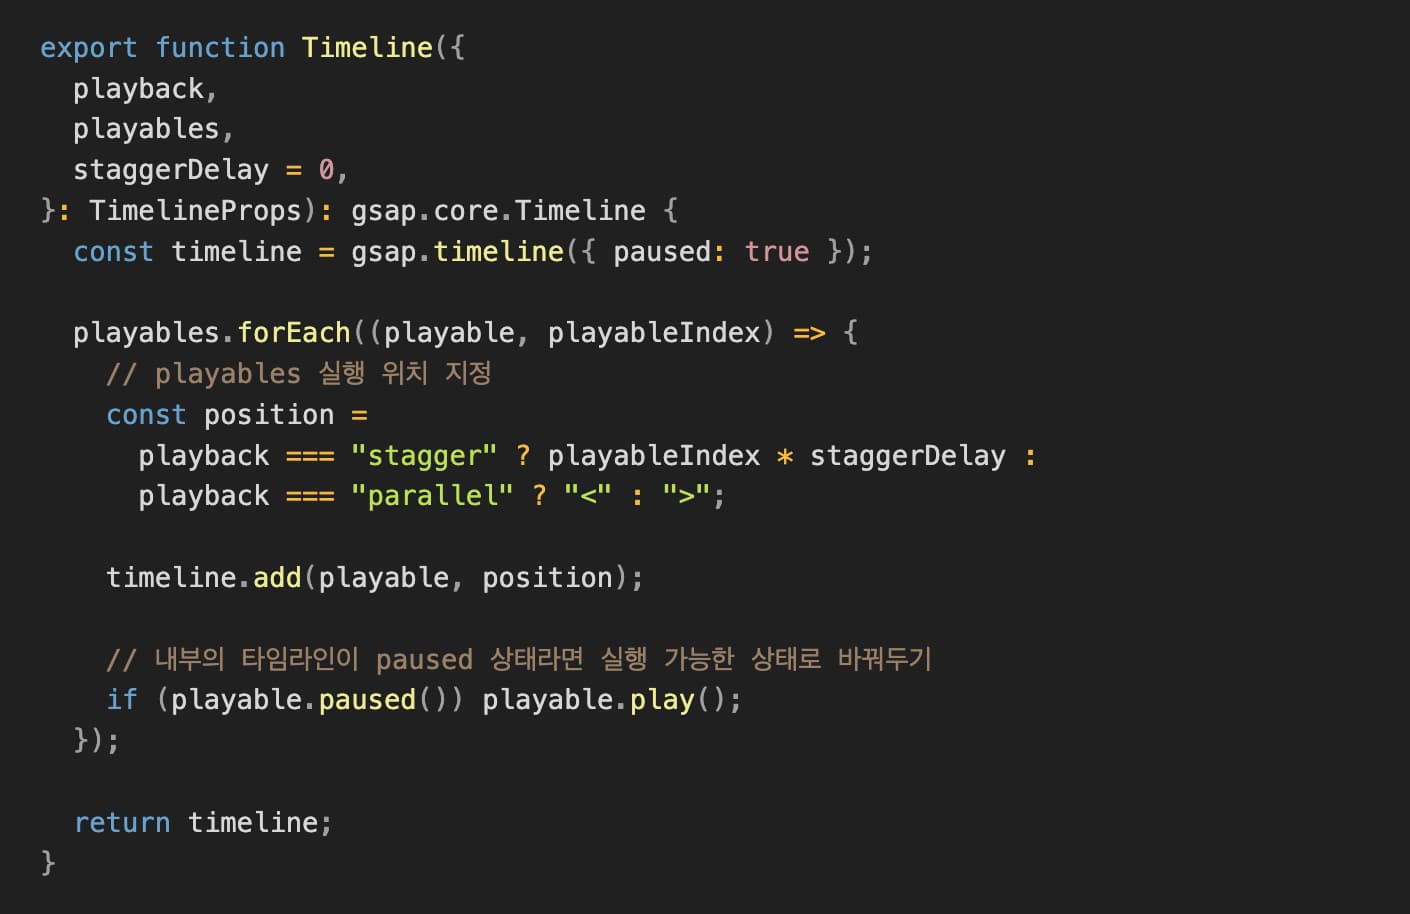 export function Timeline({
  playback,
  playables,
  staggerDelay = 0,
}: TimelineProps): gsap.core.Timeline {
  const timeline = gsap.timeline({ paused: true });

  playables.forEach((playable, playableIndex) => {
    // playables 실행 위치 지정
    const position =
      playback === "stagger" ? playableIndex * staggerDelay :
      playback === "parallel" ? "<" : ">";

    timeline.add(playable, position);

    // 내부의 타임라인이 paused 상태라면 실행 가능한 상태로 바꿔두기
    if (playable.paused()) playable.play();
  });

  return timeline;
}